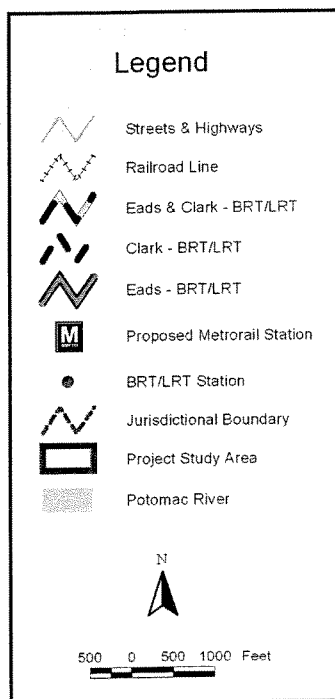 Legend
Streets & Highways
Railroad Line
Eads & Clark - BRT/LRT
Clark - BRT/LRT
Eads - BRT/LRT
M
Proposed Metrorail Station
BRT/LRT Station
Jurisdictional Boundary
Project Study Area
Potomac River
N
500 0 500 1000 Feet